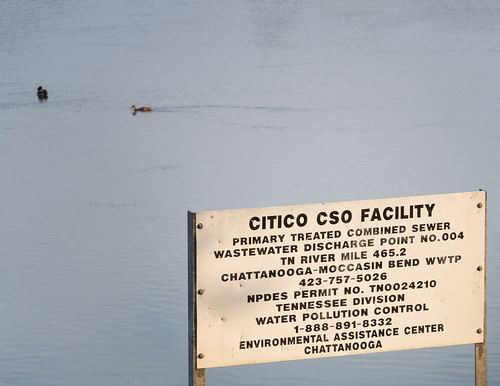 CITICO CSO FACILITY
PRIMARY TREATED COMBINED SEWER
WASTEWATER DISCHARGE POINT NO.004
TN RIVER MILE 465.2
CHATTANOOGA-MOCCASIN BEND WWTP
423-757-5026
NPDES PERMIT NO. TN0024210
TENNESSEE DIVISION
WATER POLLUTION CONTROL
1-888-891-8332
ENVIRONMENTAL ASSISTANCE CENTER
CHATTANOOGA